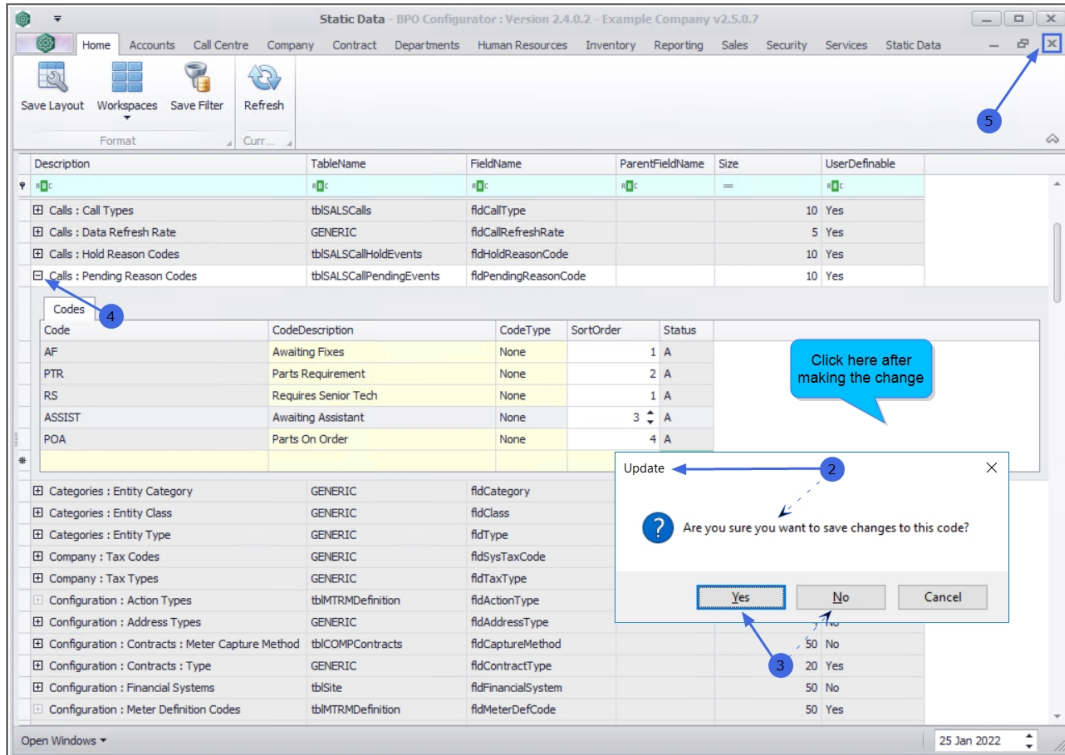 Static Data - BPO Configurator : Version 2.4.0.2 - Example Company v2.5.0.7
Home Accounts Call Centre Company Contract Departments Human Resources Inventory Reporting Sales Security Services Static Data
Save Layout Workspaces Save Filter Refresh
5
Format Curr...
Description TableName FieldName ParentFieldName Size UserDefinable
Calls : Call Types tblSALSCalls fldCallType 10 Yes
Calls : Data Refresh Rate GENERIC fldCallRefreshRate 5 Yes
Calls : Hold Reason Codes tblSALSCallHoldEvents fldHoldReasonCode 10 Yes
Calls : Pending Reason Codes tblSALSCallPendingEvents fldPendingReasonCode 10 Yes
Codes
4
Code CodeDescription CodeType SortOrder Status
AF Awaiting Fixes None 1 A
PTR Parts Requirement None 2 A
RS Requires Senior Tech None 1 A
ASSIST Awaiting Assistant None 3 A
POA Parts On Order None 4 A
Click here after
making the change
Update
2
Are you sure you want to save changes to this code?
Yes No Cancel
3
Categories : Entity Category GENERIC fldCategory
Categories : Entity Class GENERIC fldClass
Categories : Entity Type GENERIC fldType
Company : Tax Codes GENERIC fldSysTaxCode
Company : Tax Types GENERIC fldTaxType
Configuration : Action Types tblMTRMDefinition fldActionType
Configuration : Address Types GENERIC fldAddressType No
Configuration : Contracts : Meter Capture Method tblCOMPContracts fldCaptureMethod 50 No
Configuration : Contracts : Type GENERIC fldContractType 20 Yes
Configuration : Financial Systems tblSite fldFinancialSystem 50 No
Configuration : Meter Definition Codes tblMTRMDefinition fldMeterDefCode 50 Yes
Open Windows 25 Jan 2022